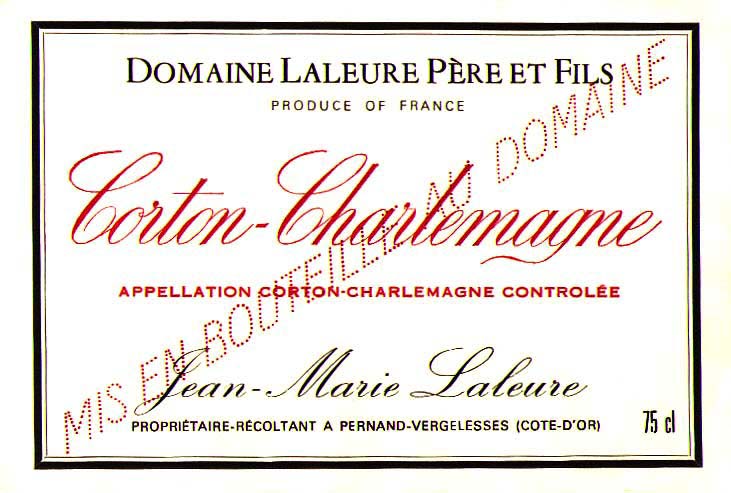 DOMAINE LALEURE PÈRE ET FILS
PRODUCE OF FRANCE
Corton-Charlemagne
APPELLATION CORTON-CHARLEMAGNE CONTROLÉE
MIS EN BOUTEILLE AU DOMAINE
Jean-Marie Laleure
PROPRIÉTAIRE-RÉCOLTANT A PERNAND-VERGELESSES (COTE-D'OR)
75 cl